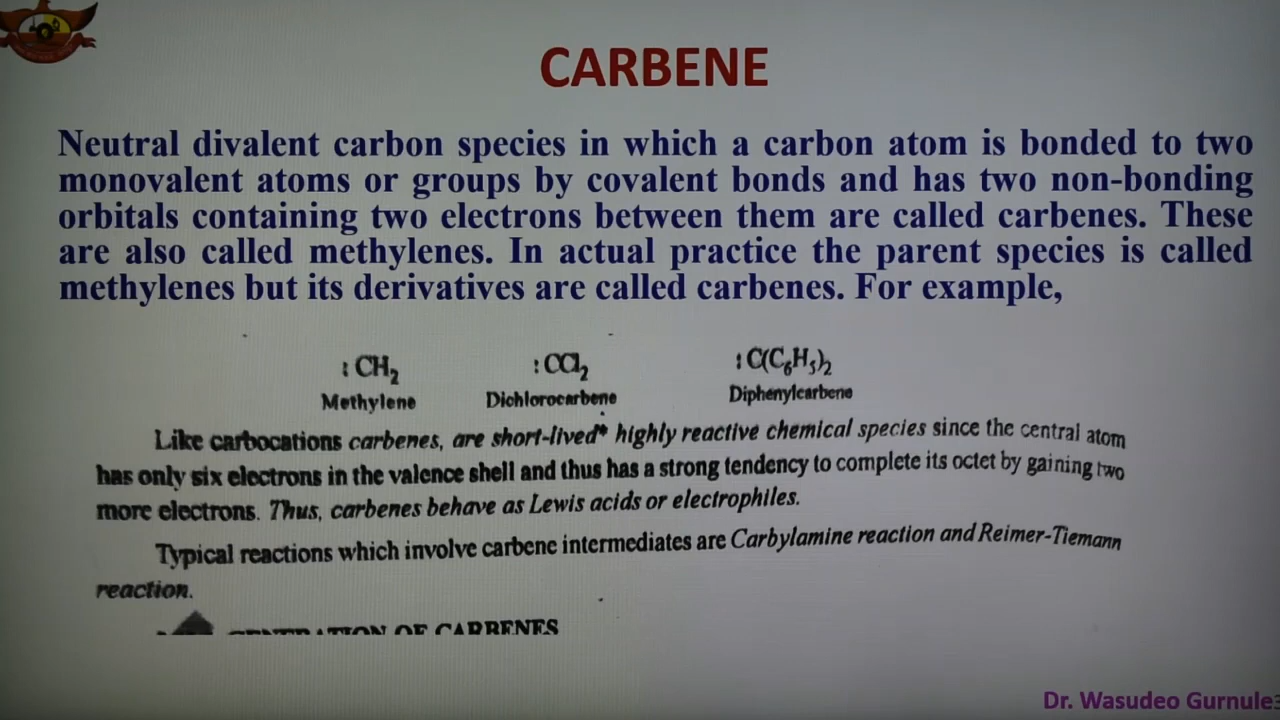 CARBENE
Neutral divalent carbon species in which a carbon atom is bonded to two
monovalent atoms or groups by covalent bonds and has two non-bonding
orbitals containing two electrons between them are called carbenes. These
are also called methylenes. In actual practice the parent species is called
methylenes but its derivatives are called carbenes. For example,
:CH₂ :CCl₂ :C(C₆H₅)₂
Methylene Dichlorocarbene Diphenylcarbene
Like carbocations carbenes, are short-lived* highly reactive chemical species since the central atom
has only six electrons in the valence shell and thus has a strong tendency to complete its octet by gaining two
more electrons. Thus, carbenes behave as Lewis acids or electrophiles.
Typical reactions which involve carbene intermediates are Carbylamine reaction and Reimer-Tiemann
reaction.
GENERATION OF CARBENES
Dr. Wasudeo Gurnule